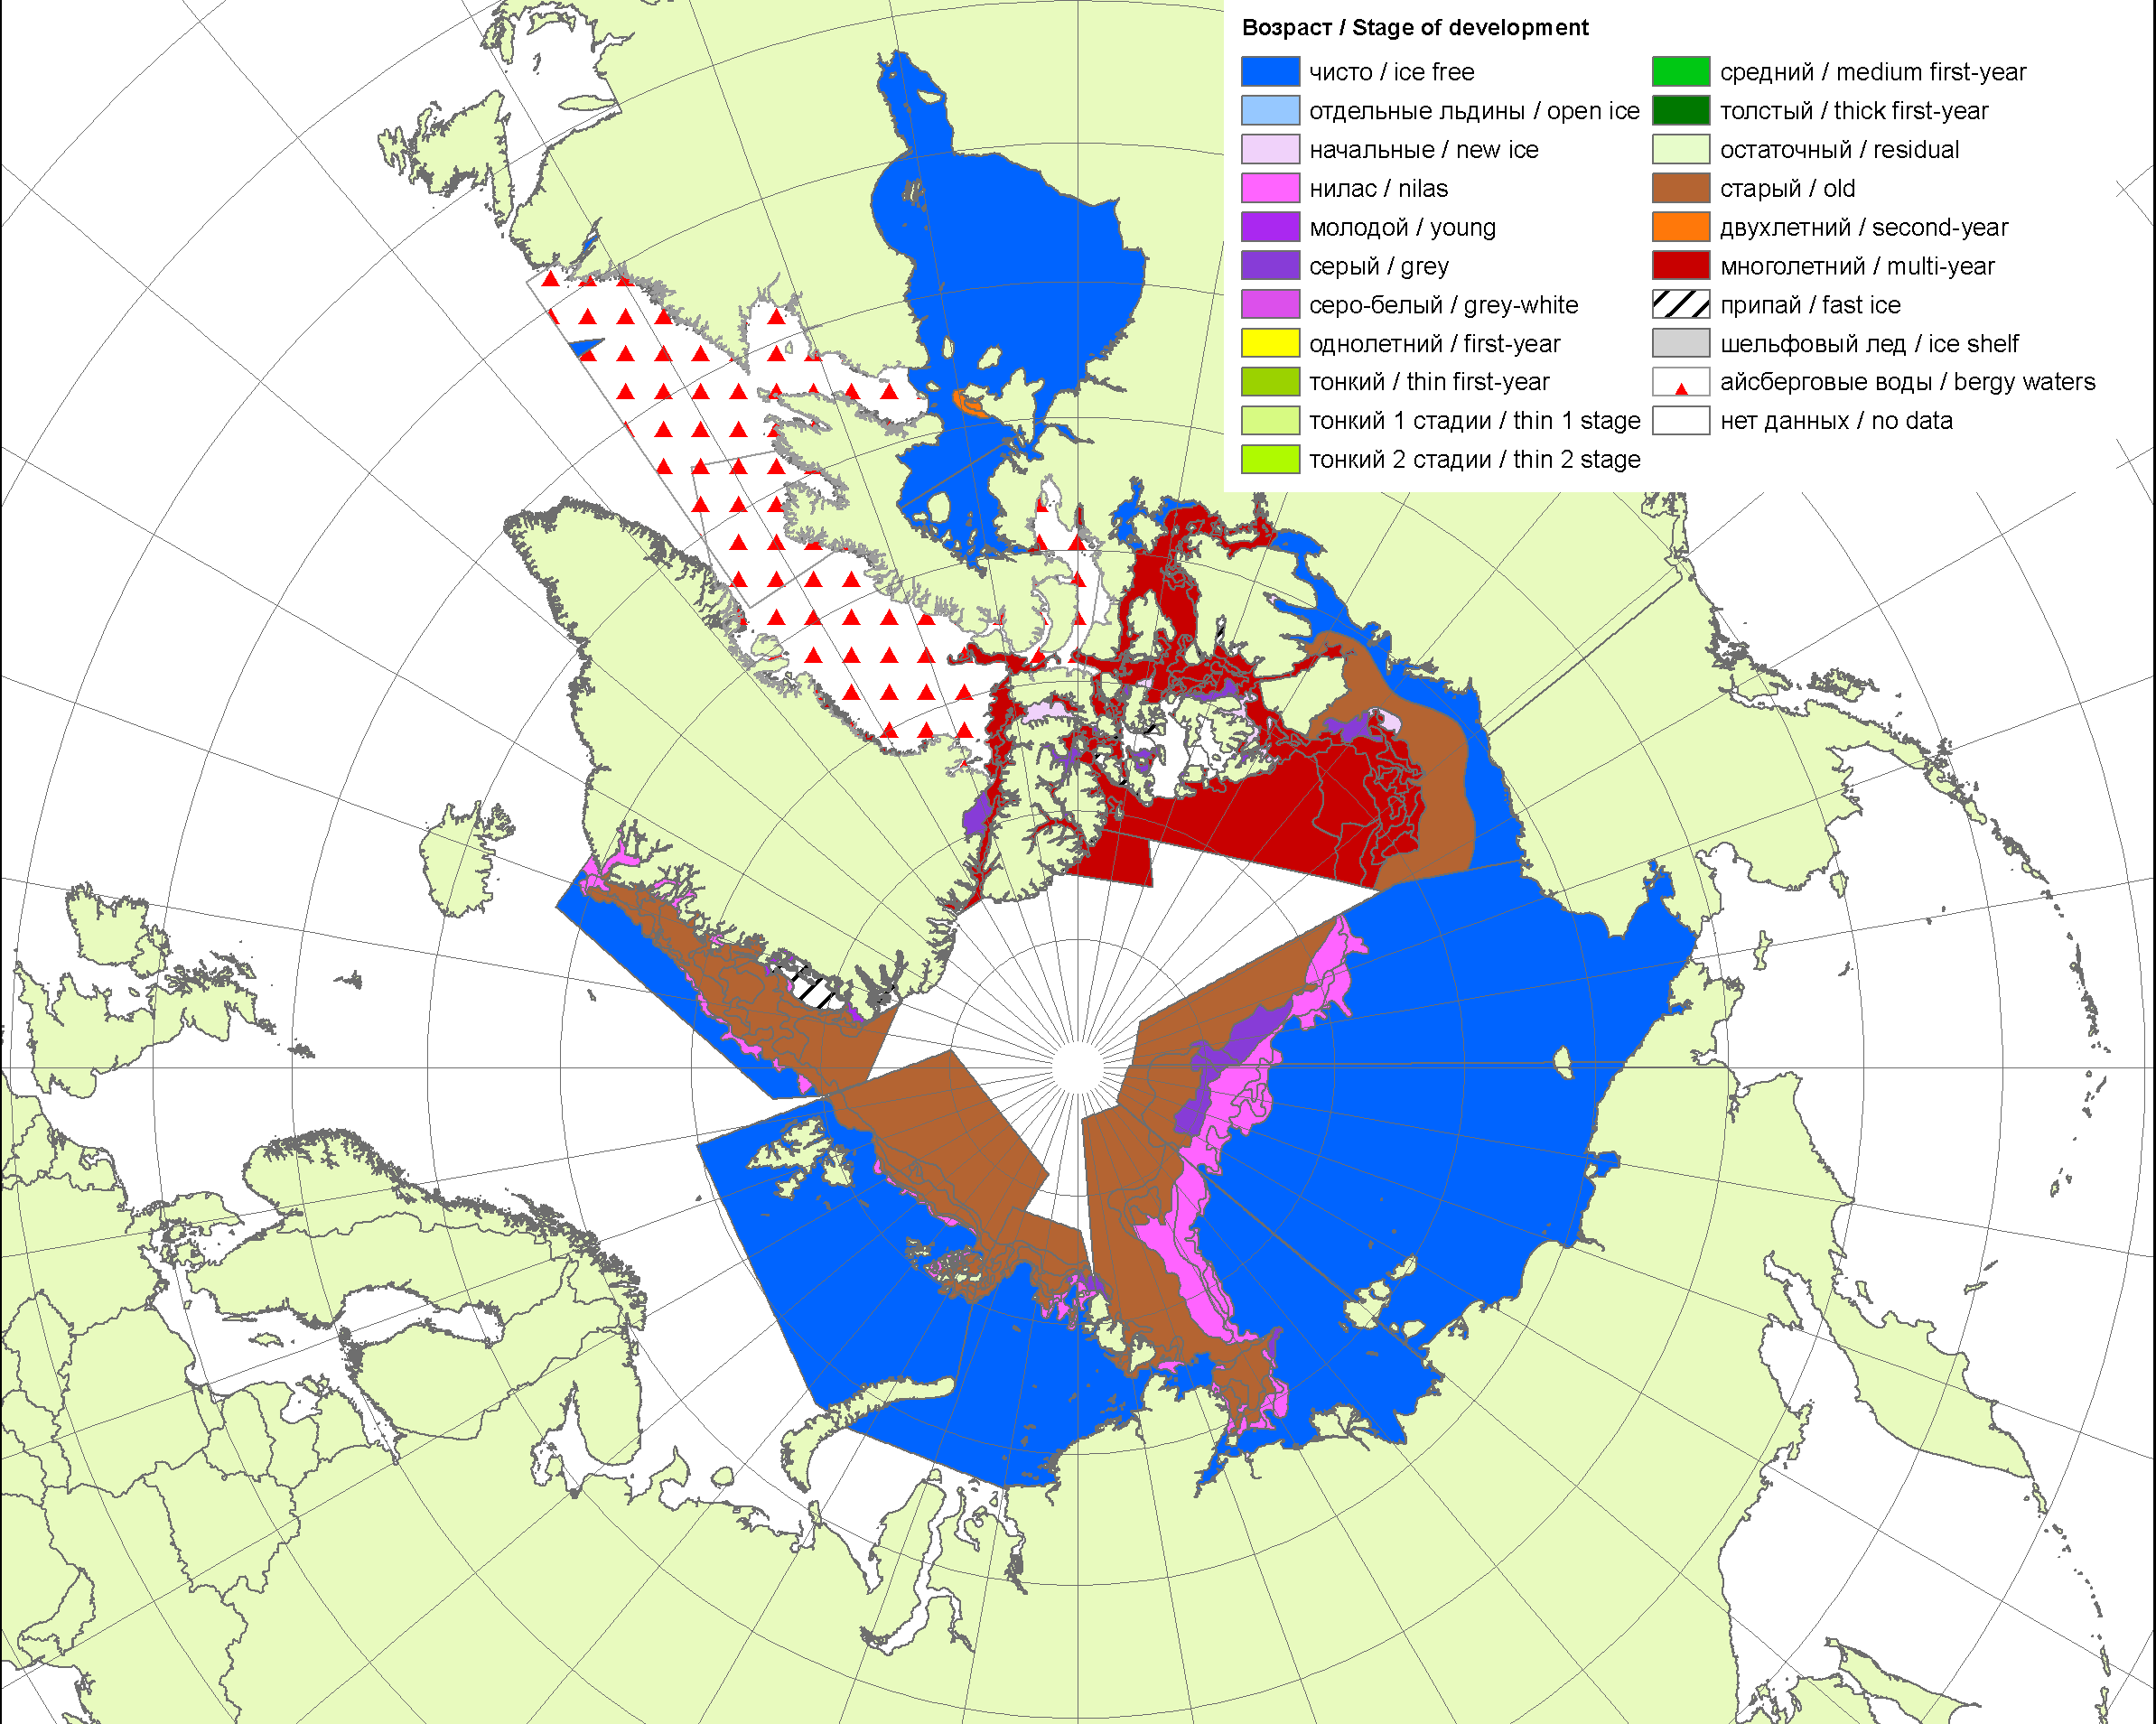 Возраст / Stage of development
чисто / ice free
отдельные льдины / open ice
начальные / new ice
нилас / nilas
молодой / young
серый / grey
серо-белый / grey-white
однолетний / first-year
тонкий / thin first-year
тонкий 1 стадии / thin 1 stage
тонкий 2 стадии / thin 2 stage
средний / medium first-year
толстый / thick first-year
остаточный / residual
старый / old
двухлетний / second-year
многолетний / multi-year
припай / fast ice
шельфовый лед / ice shelf
айсберговые воды / bergy waters
нет данных / no data